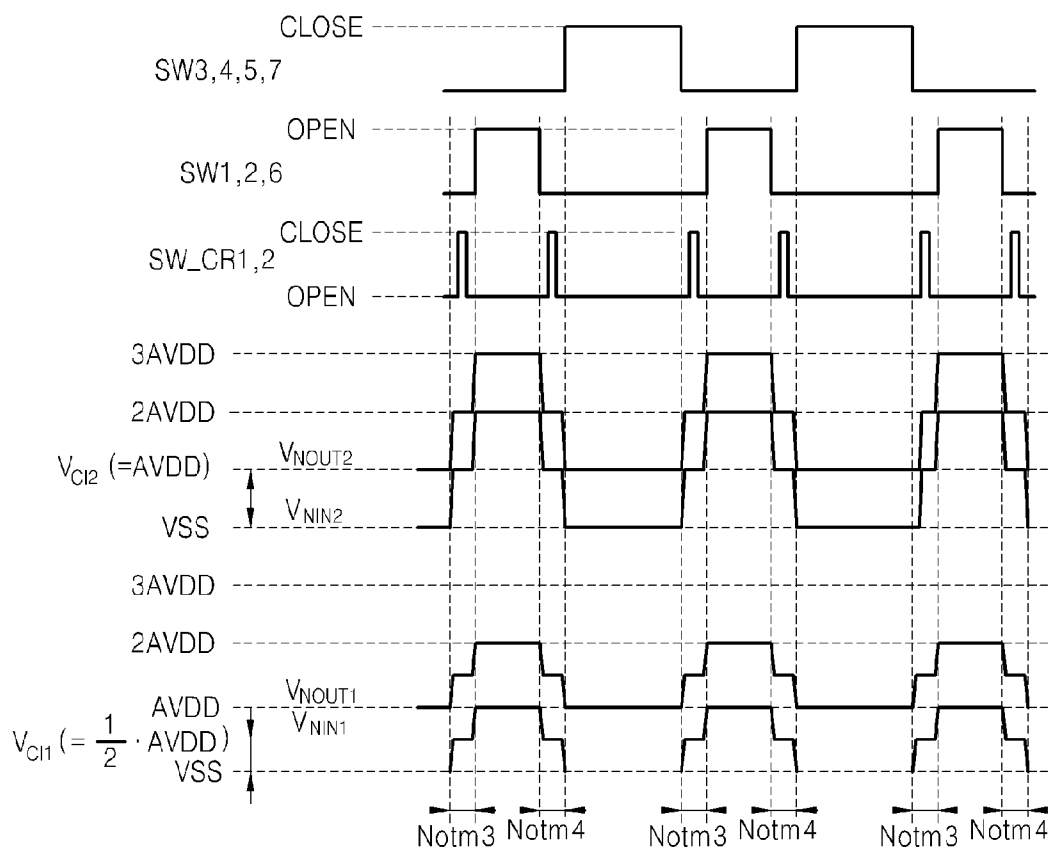 CLOSE
SW3,4,5,7
OPEN
SW1,2,6
CLOSE
SW_CR1,2
OPEN
3AVDD
2AVDD
VCI2 (=AVDD)
VNOUT2
VSS
VNIN2
3AVDD
2AVDD
AVDD
VNOUT1
VNIN1
VCI1 (= 1/2 · AVDD)
VSS
Notm3 Notm4 Notm3 Notm4 Notm3 Notm4